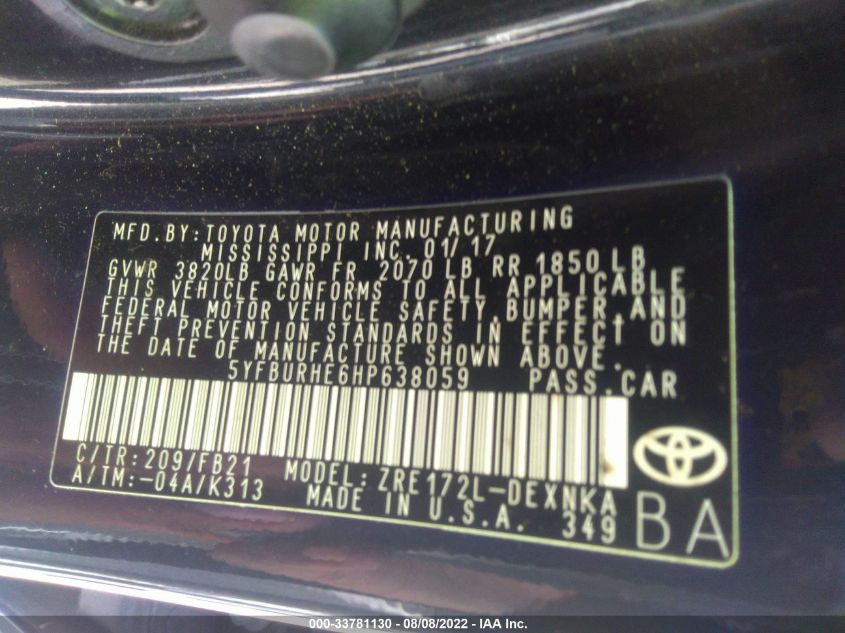 MFD.BY:TOYOTA MOTOR MANUFACTURING
MISSISSIPPI INC. 01/17
GVWR 3820LB GAWR FR 2070 LB RR 1850 LB
THIS VEHICLE CONFORMS TO ALL APPLICABLE
FEDERAL MOTOR VEHICLE SAFETY,BUMPER,AND
THEFT PREVENTION STANDARDS IN EFFECT ON
THE DATE OF MANUFACTURE SHOWN ABOVE.
5YFBURHE6HP638059 PASS.CAR
C/TR:209/FB21 MODEL:ZRE172L-DEXNKA
A/TM:-04A/K313 MADE IN U.S.A. 349
BA
000-33781130 - 08/08/2022 - IAA Inc.